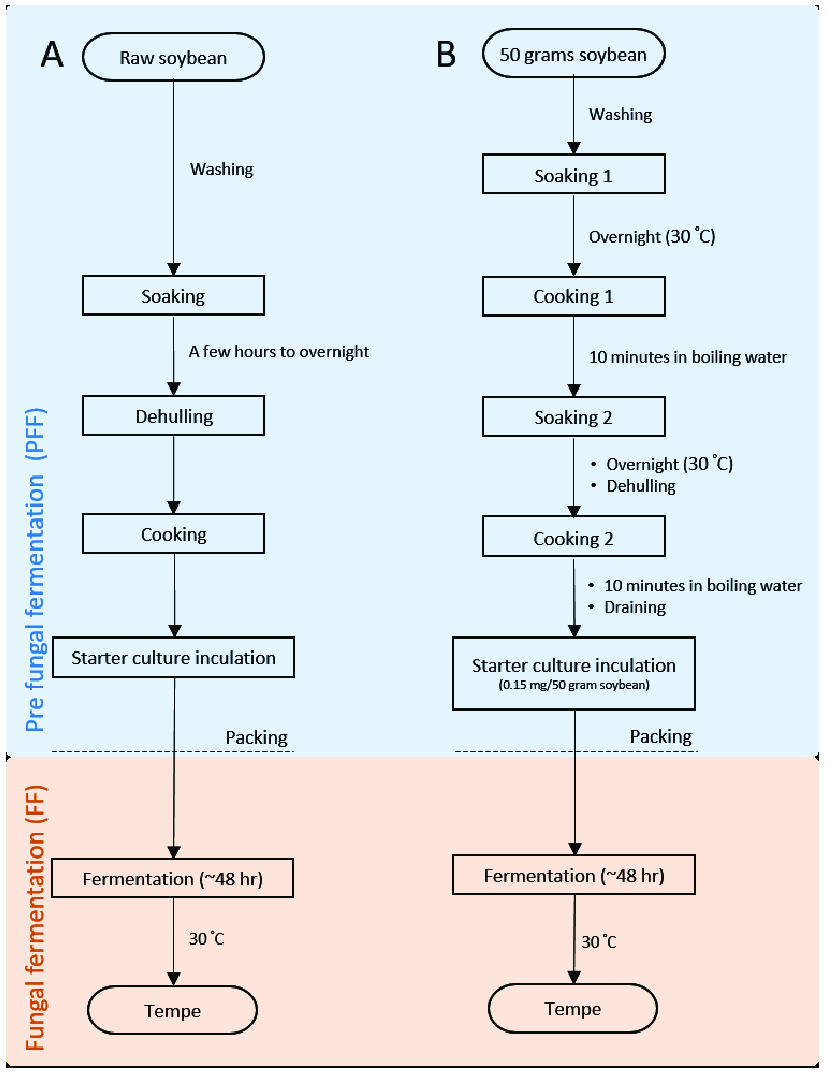 A
Raw soybean
Washing
Soaking
A few hours to overnight
Dehulling
Cooking
Starter culture inoculation
Packing
Fermentation (~48 hr)
30 ˚C
Tempe
B
50 grams soybean
Washing
Soaking 1
Overnight (30 ˚C)
Cooking 1
10 minutes in boiling water
Soaking 2
• Overnight (30 ˚C)
• Dehulling
Cooking 2
• 10 minutes in boiling water
• Draining
Starter culture inoculation
(0.15 mg/50 gram soybean)
Packing
Fermentation (~48 hr)
30 ˚C
Tempe
Pre fungal fermentation (PFF)
Fungal fermentation (FF)